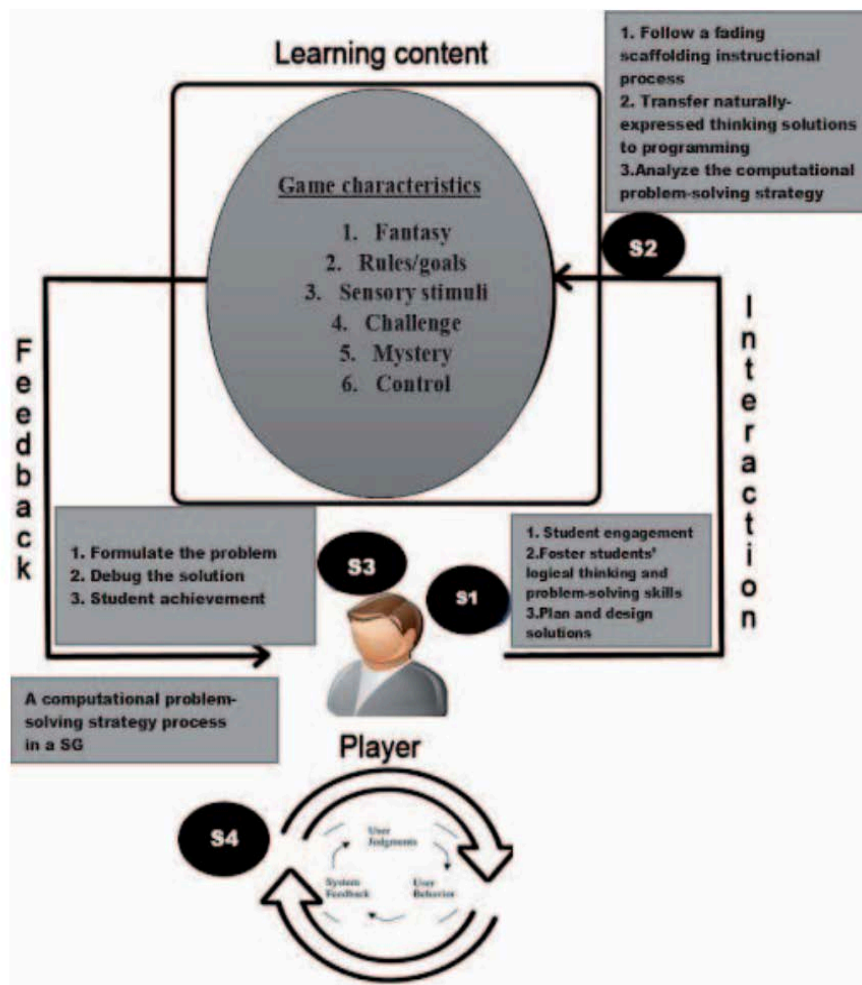 Learning content
1. Follow a fading
scaffolding instructional
process
2. Transfer naturally-
expressed thinking solutions
to programming
3.Analyze the computational
problem-solving strategy
Game characteristics
1. Fantasy
2. Rules/goals
3. Sensory stimuli
4. Challenge
5. Mystery
6. Control
S2
Feedback
Interaction
1. Formulate the problem
2. Debug the solution
3. Student achievement
S3
S1
1. Student engagement
2.Foster students'
logical thinking and
problem-solving skills
3.Plan and design
solutions
A computational problem-
solving strategy process
in a SG
Player
S4
User
Judgments
System
Feedback
User
Behavior